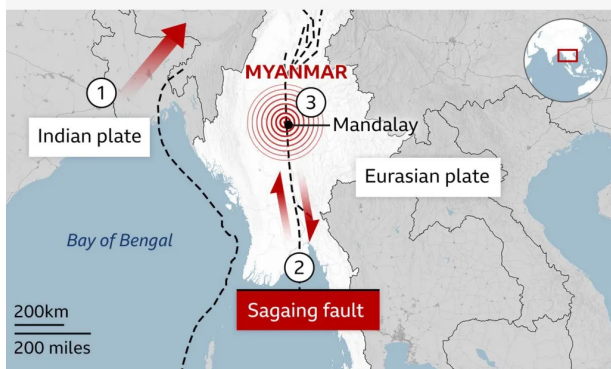 MYANMAR
1
3
Mandalay
Indian plate
Eurasian plate
Bay of Bengal
2
Sagaing fault
200km
200 miles